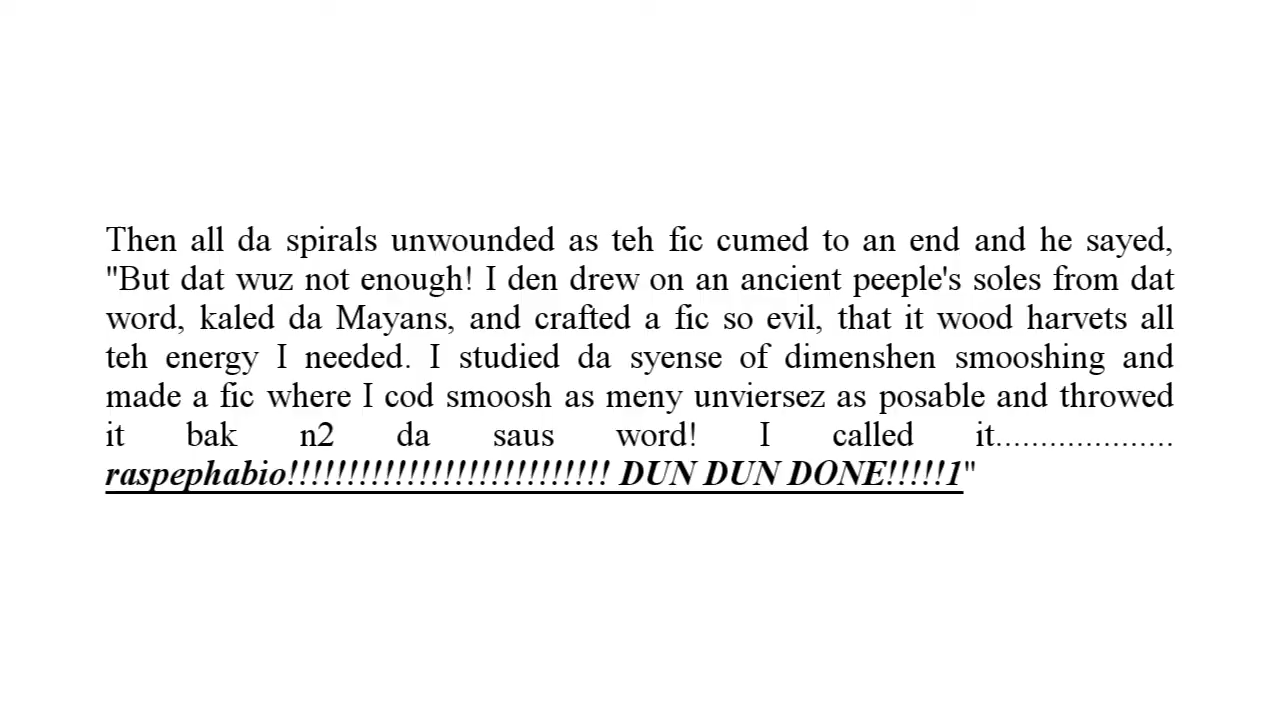 Then all da spirals unwounded as teh fic cumed to an end and he sayed,
"But dat wuz not enough! I den drew on an ancient peeple's soles from dat
word, kaled da Mayans, and crafted a fic so evil, that it wood harvets all
teh energy I needed. I studied da syense of dimenshen smooshing and
made a fic where I cod smoosh as meny unviersez as posable and throwed
it bak n2 da saus word! I called it....................
raspephabio!!!!!!!!!!!!!!!!!!!!!!!!!!! DUN DUN DONE!!!!!1"